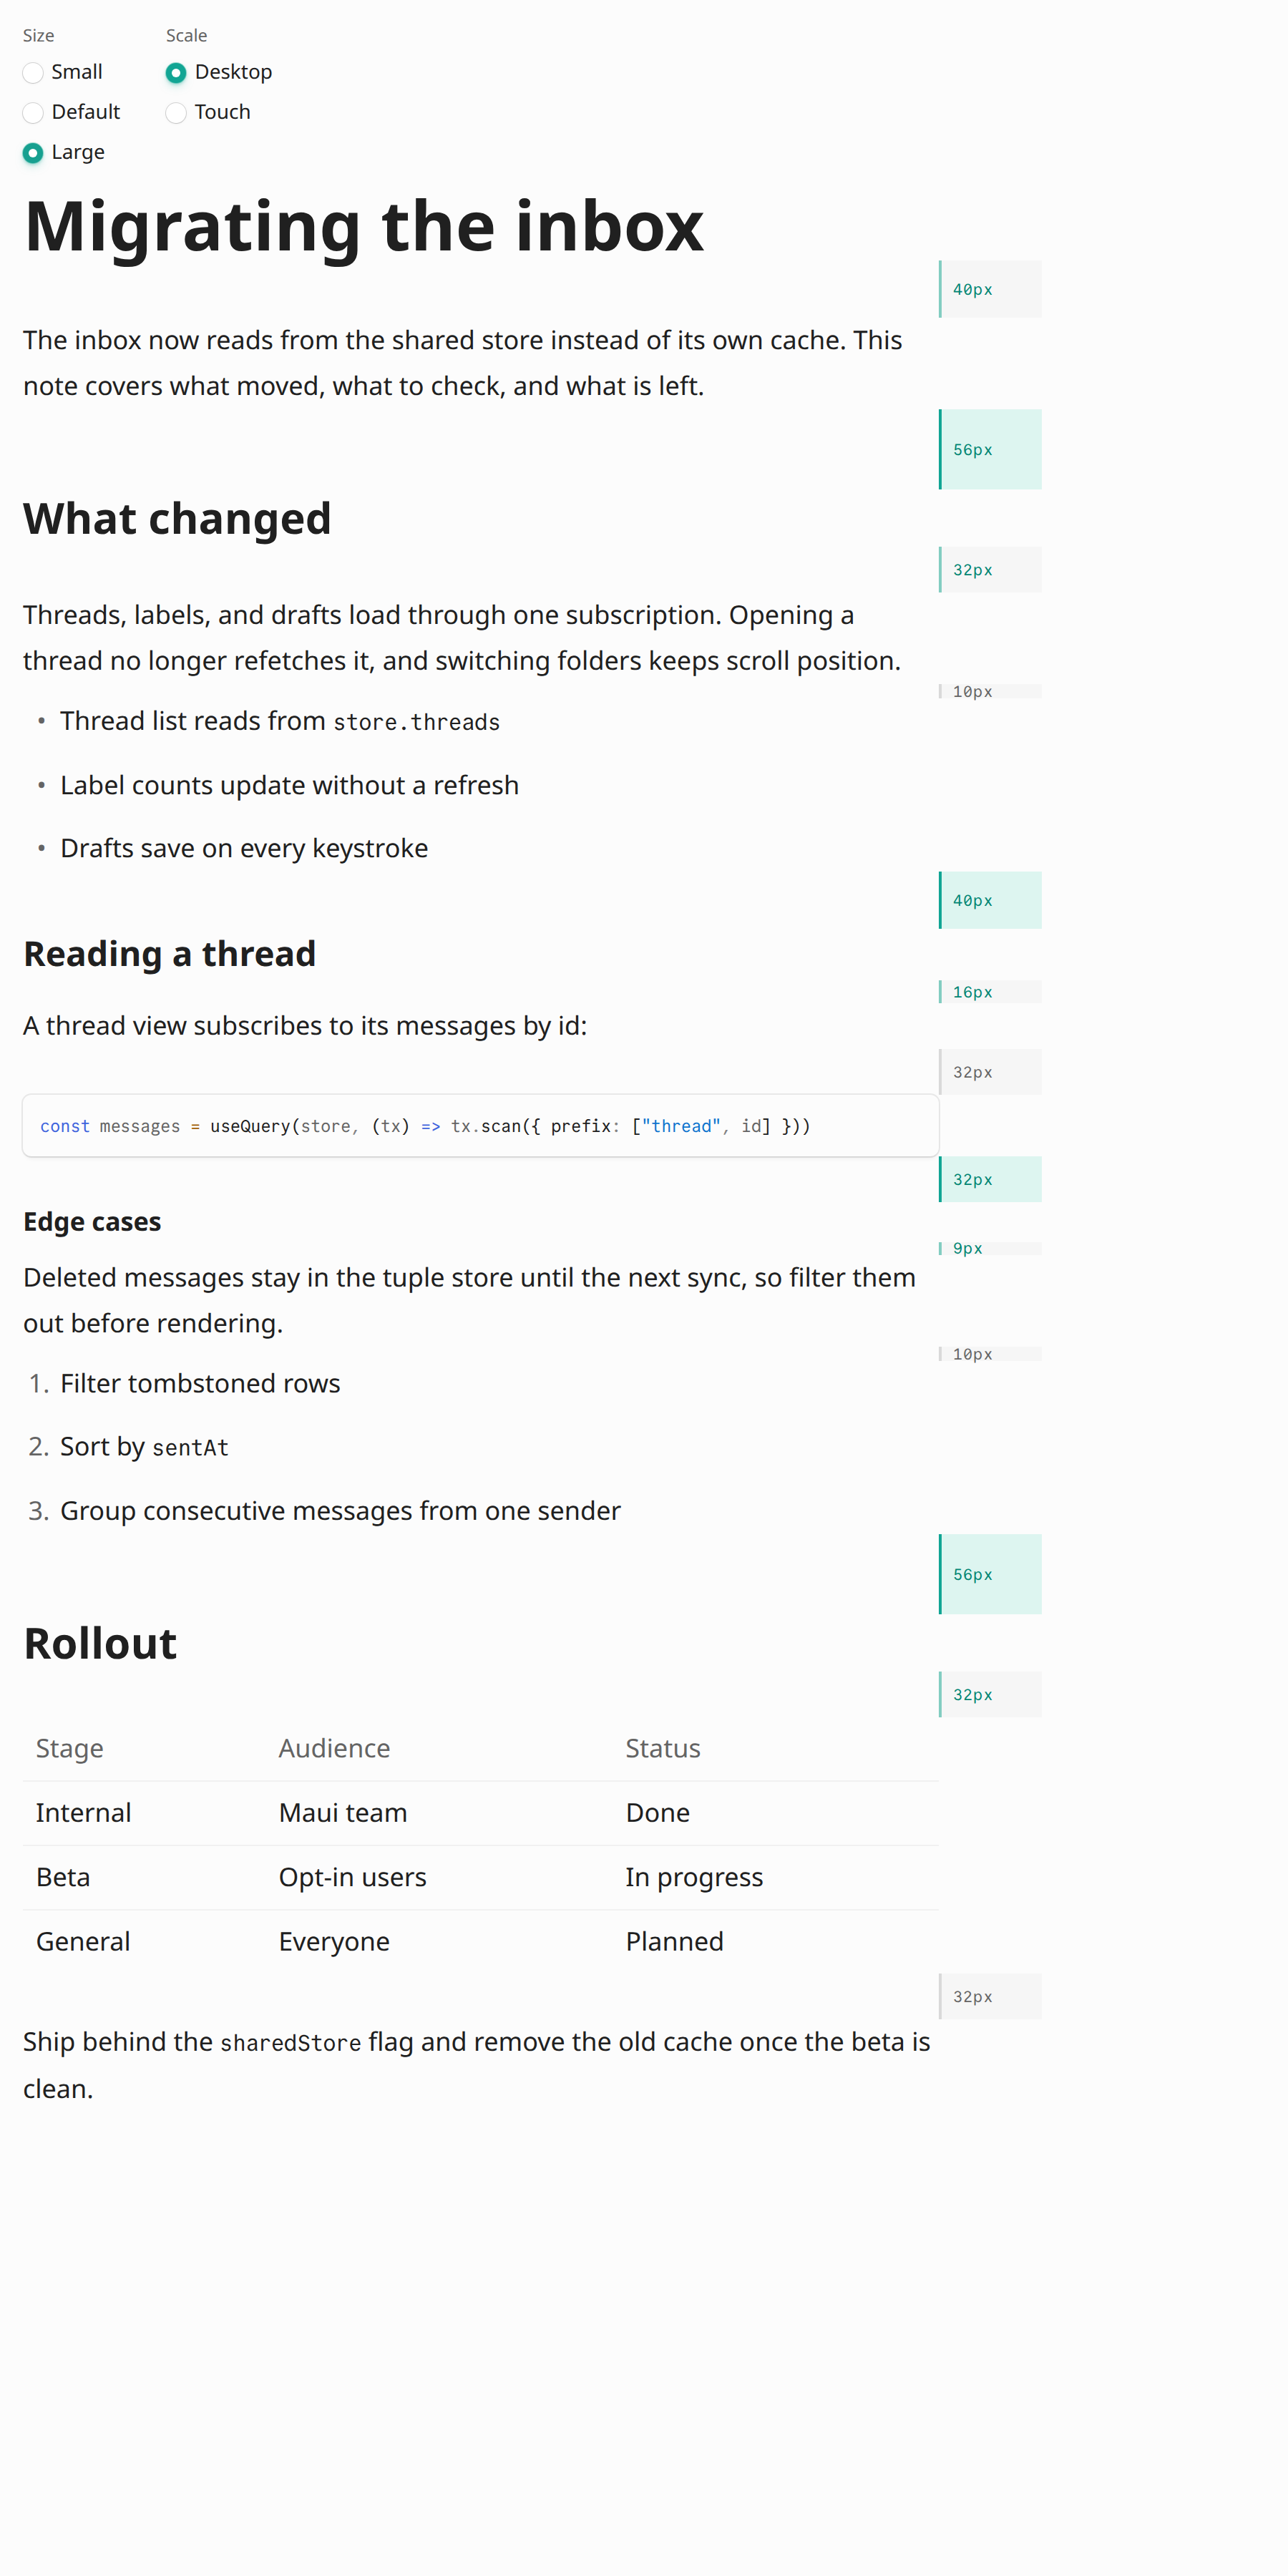 Size
Scale
Small
Desktop
Default
Touch
Large
Migrating the inbox
40px
The inbox now reads from the shared store instead of its own cache. This
note covers what moved, what to check, and what is left.
56px
What changed
32px
Threads, labels, and drafts load through one subscription. Opening a
thread no longer refetches it, and switching folders keeps scroll position.
10px
• Thread list reads from store.threads
• Label counts update without a refresh
• Drafts save on every keystroke
40px
Reading a thread
16px
A thread view subscribes to its messages by id:
32px
const messages = useQuery(store, (tx) => tx.scan({ prefix: ["thread", id] }))
32px
Edge cases
9px
Deleted messages stay in the tuple store until the next sync, so filter them
out before rendering.
10px
1. Filter tombstoned rows
2. Sort by sentAt
3. Group consecutive messages from one sender
56px
Rollout
32px
Stage Audience Status
Internal Maui team Done
Beta Opt-in users In progress
General Everyone Planned
32px
Ship behind the sharedStore flag and remove the old cache once the beta is
clean.